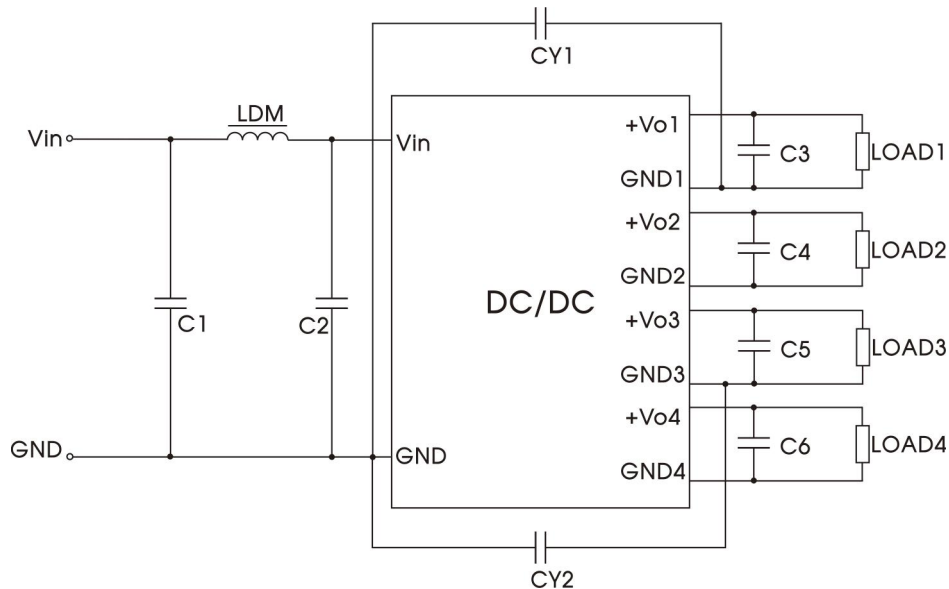 CY1
LDM
Vin
Vin
+Vo1
C3
LOAD1
GND1
+Vo2
C4
LOAD2
GND2
DC/DC
C1
C2
+Vo3
C5
LOAD3
GND3
+Vo4
GND
GND
C6
LOAD4
GND4
CY2